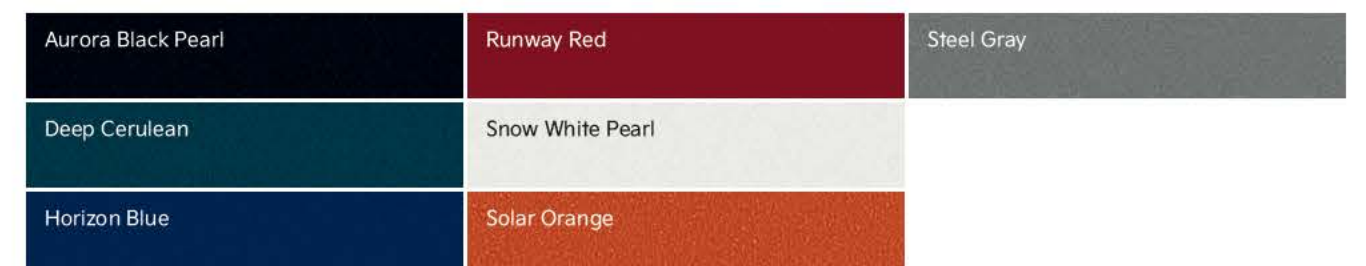 Aurora Black Pearl
Runway Red
Steel Gray
Deep Cerulean
Snow White Pearl
Horizon Blue
Solar Orange